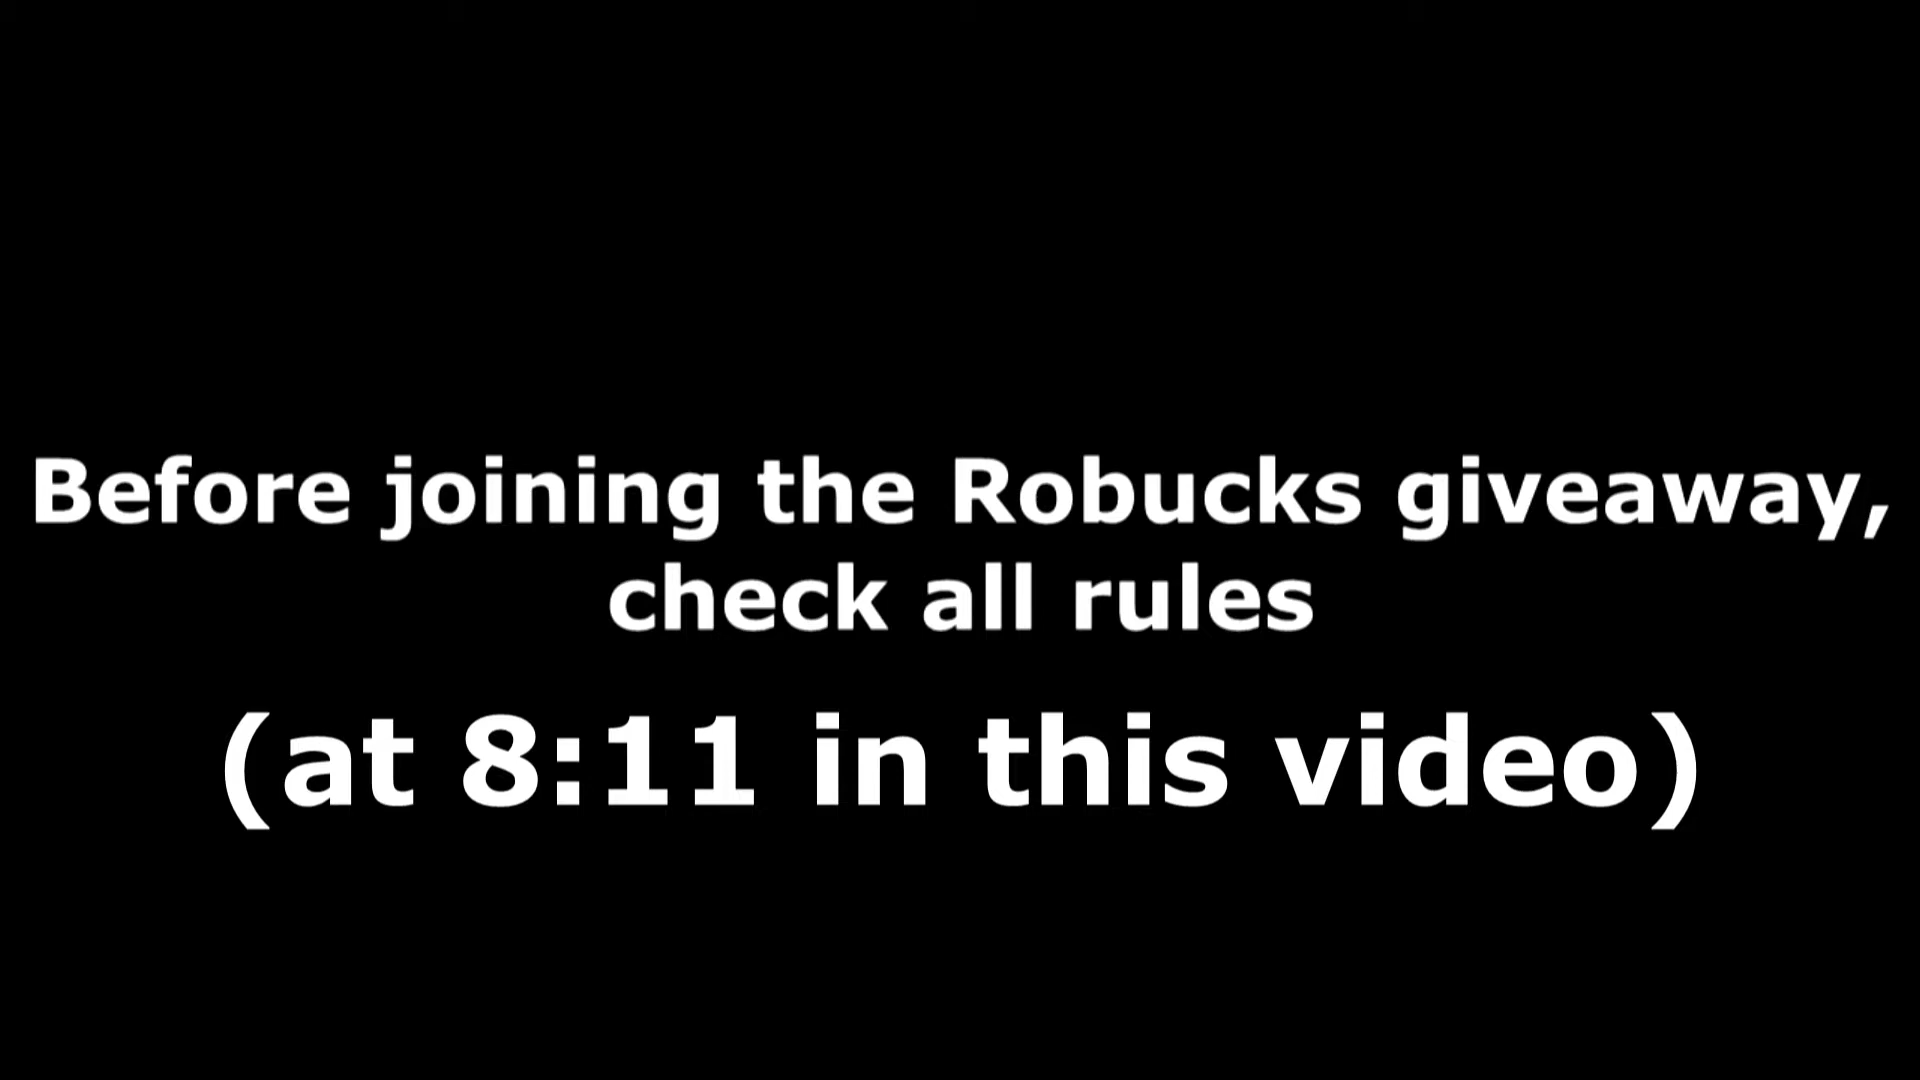 Before joining the Robucks giveaway,
check all rules
(at 8:11 in this video)